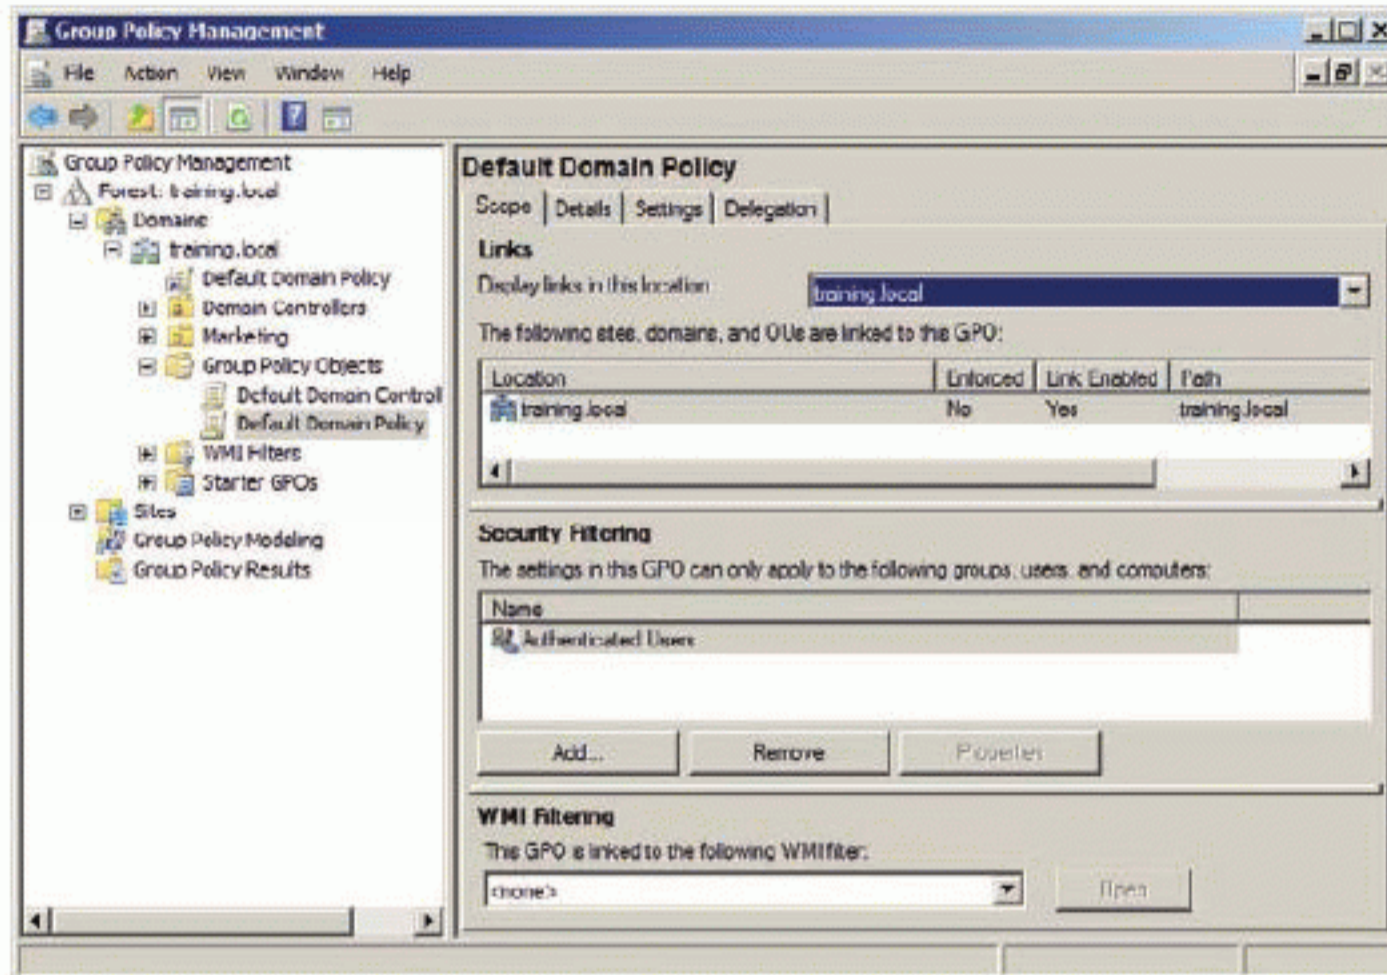 Group Policy Management
File Action View Window Help
Group Policy Management
Forest: training.local
Domains
training.local
Default Domain Policy
Domain Controllers
Marketing
Group Policy Objects
Default Domain Control
Default Domain Policy
WMI Filters
Starter GPOs
Sites
Group Policy Modeling
Group Policy Results
Default Domain Policy
Scope Details Settings Delegation
Links
Display links in this location
training.local
The following sites, domains, and OUs are linked to this GPO:
Location Enforced Link Enabled Path
training.local No Yes training.local
Security Filtering
The settings in this GPO can only apply to the following groups, users, and computers:
Name
Authenticated Users
Add... Remove Properties
WMI Filtering
This GPO is linked to the following WMI filter:
<none> Open